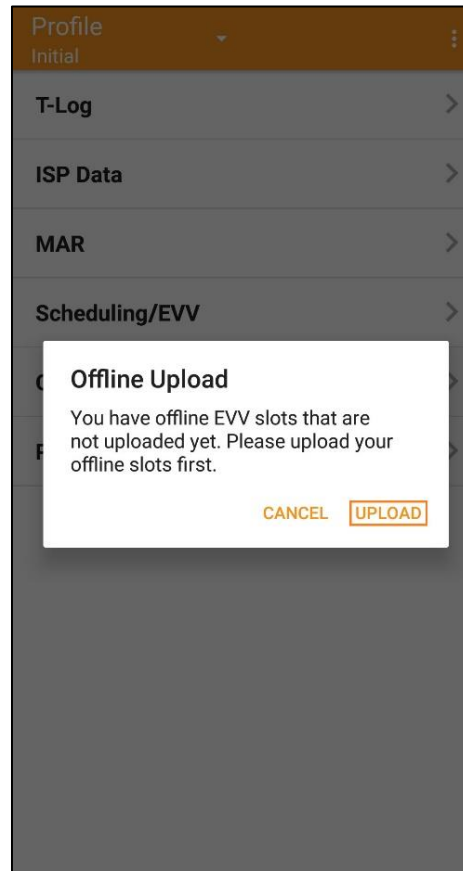 Profile
Initial
T-Log
ISP Data
MAR
Scheduling/EVV
Offline Upload
You have offline EVV slots that are
not uploaded yet. Please upload your
offline slots first.
CANCEL UPLOAD